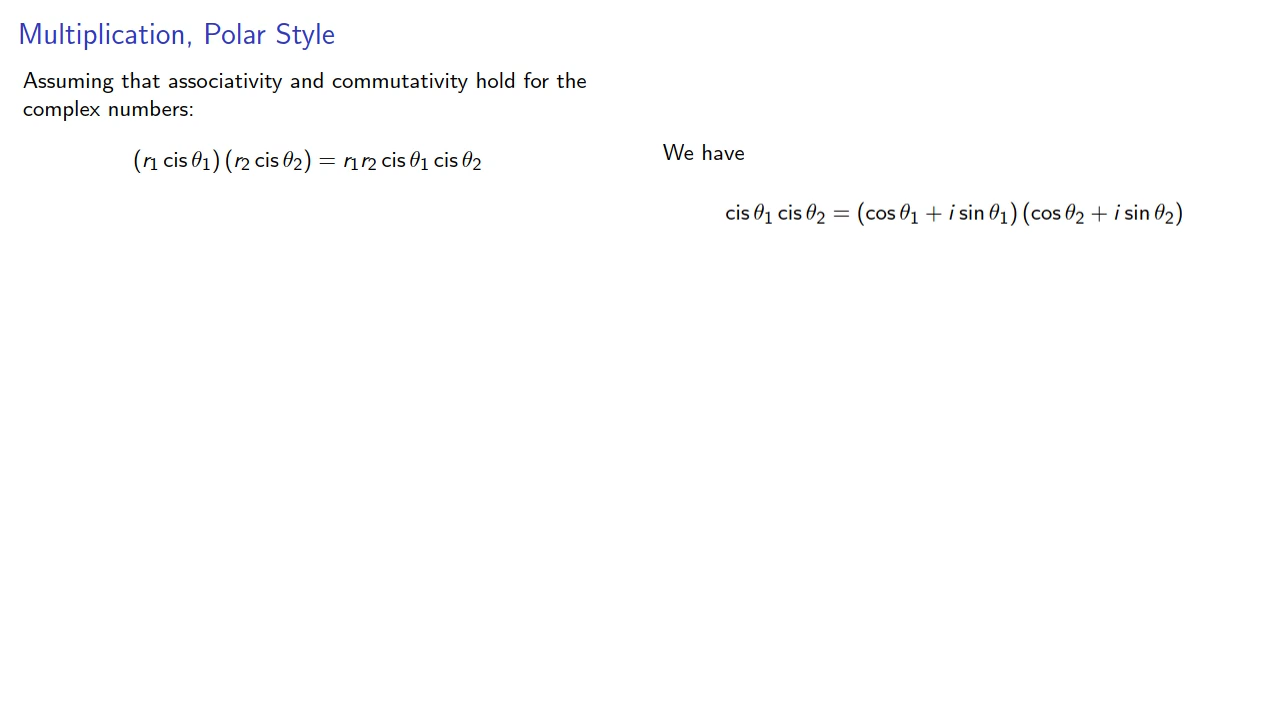 Multiplication, Polar Style
Assuming that associativity and commutativity hold for the
complex numbers:
(r₁ cis θ₁) (r₂ cis θ₂) = r₁r₂ cis θ₁ cis θ₂
We have
cis θ₁ cis θ₂ = (cos θ₁ + i sin θ₁) (cos θ₂ + i sin θ₂)